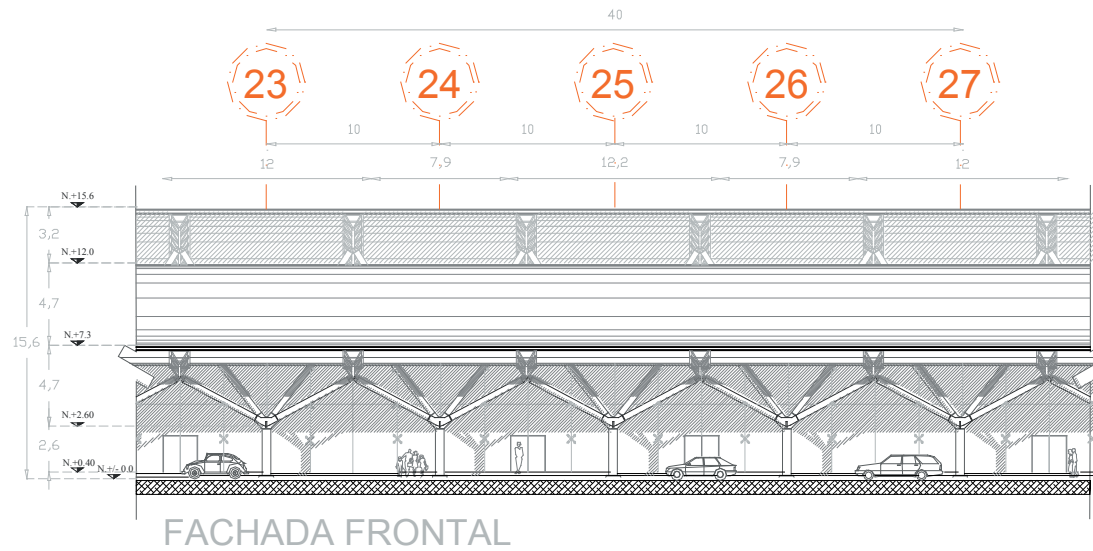 40
23 24 25 26 27
10 10 10 10
12 7,9 12,2 7,9 12
N.+15.6
3,2
N.+12.0
4,7
N.+7.3
15,6
4,7
N.+2.60
2,6
N.+0.40
N.+/- 0.0
FACHADA FRONTAL